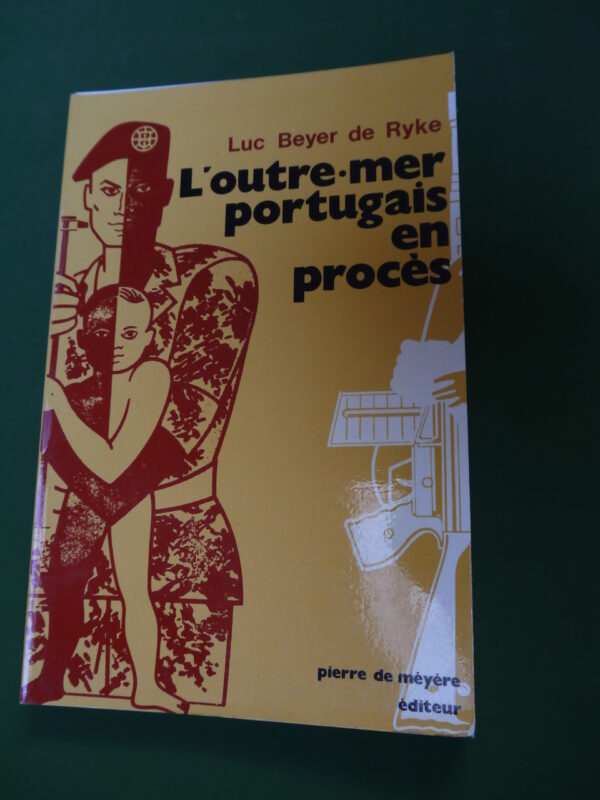 Luc Beyer de Ryke
L'outre-mer
portugais
en
procès
pierre de méyère
éditeur